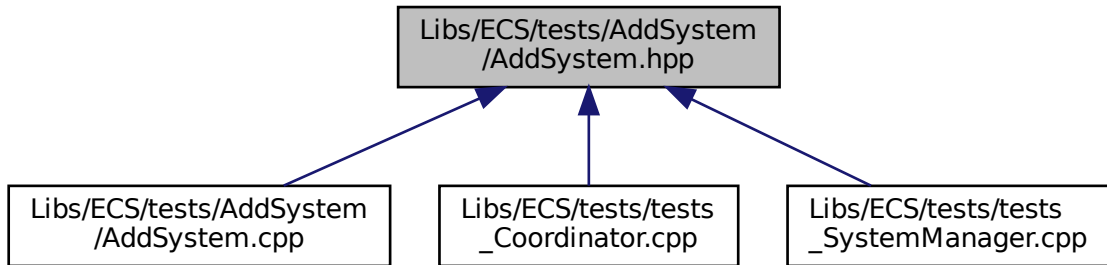 Libs/ECS/tests/AddSystem
/AddSystem.hpp
Libs/ECS/tests/AddSystem
/AddSystem.cpp
Libs/ECS/tests/tests
_Coordinator.cpp
Libs/ECS/tests/tests
_SystemManager.cpp